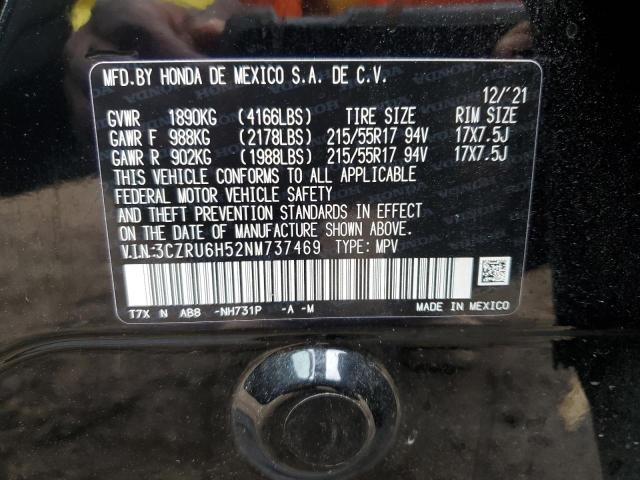 MFD.BY HONDA DE MEXICO S.A. DE C.V.
12/'21
GVWR 1890KG (4166LBS) TIRE SIZE RIM SIZE
GAWR F 988KG (2178LBS) 215/55R17 94V 17X7.5J
GAWR R 902KG (1988LBS) 215/55R17 94V 17X7.5J
THIS VEHICLE CONFORMS TO ALL APPLICABLE
FEDERAL MOTOR VEHICLE SAFETY
AND THEFT PREVENTION STANDARDS IN EFFECT
ON THE DATE OF MANUFACTURE SHOWN ABOVE.
V.I.N:3CZRU6H52NM737469 TYPE: MPV
T7X N AB8 -NH731P -A -M MADE IN MEXICO